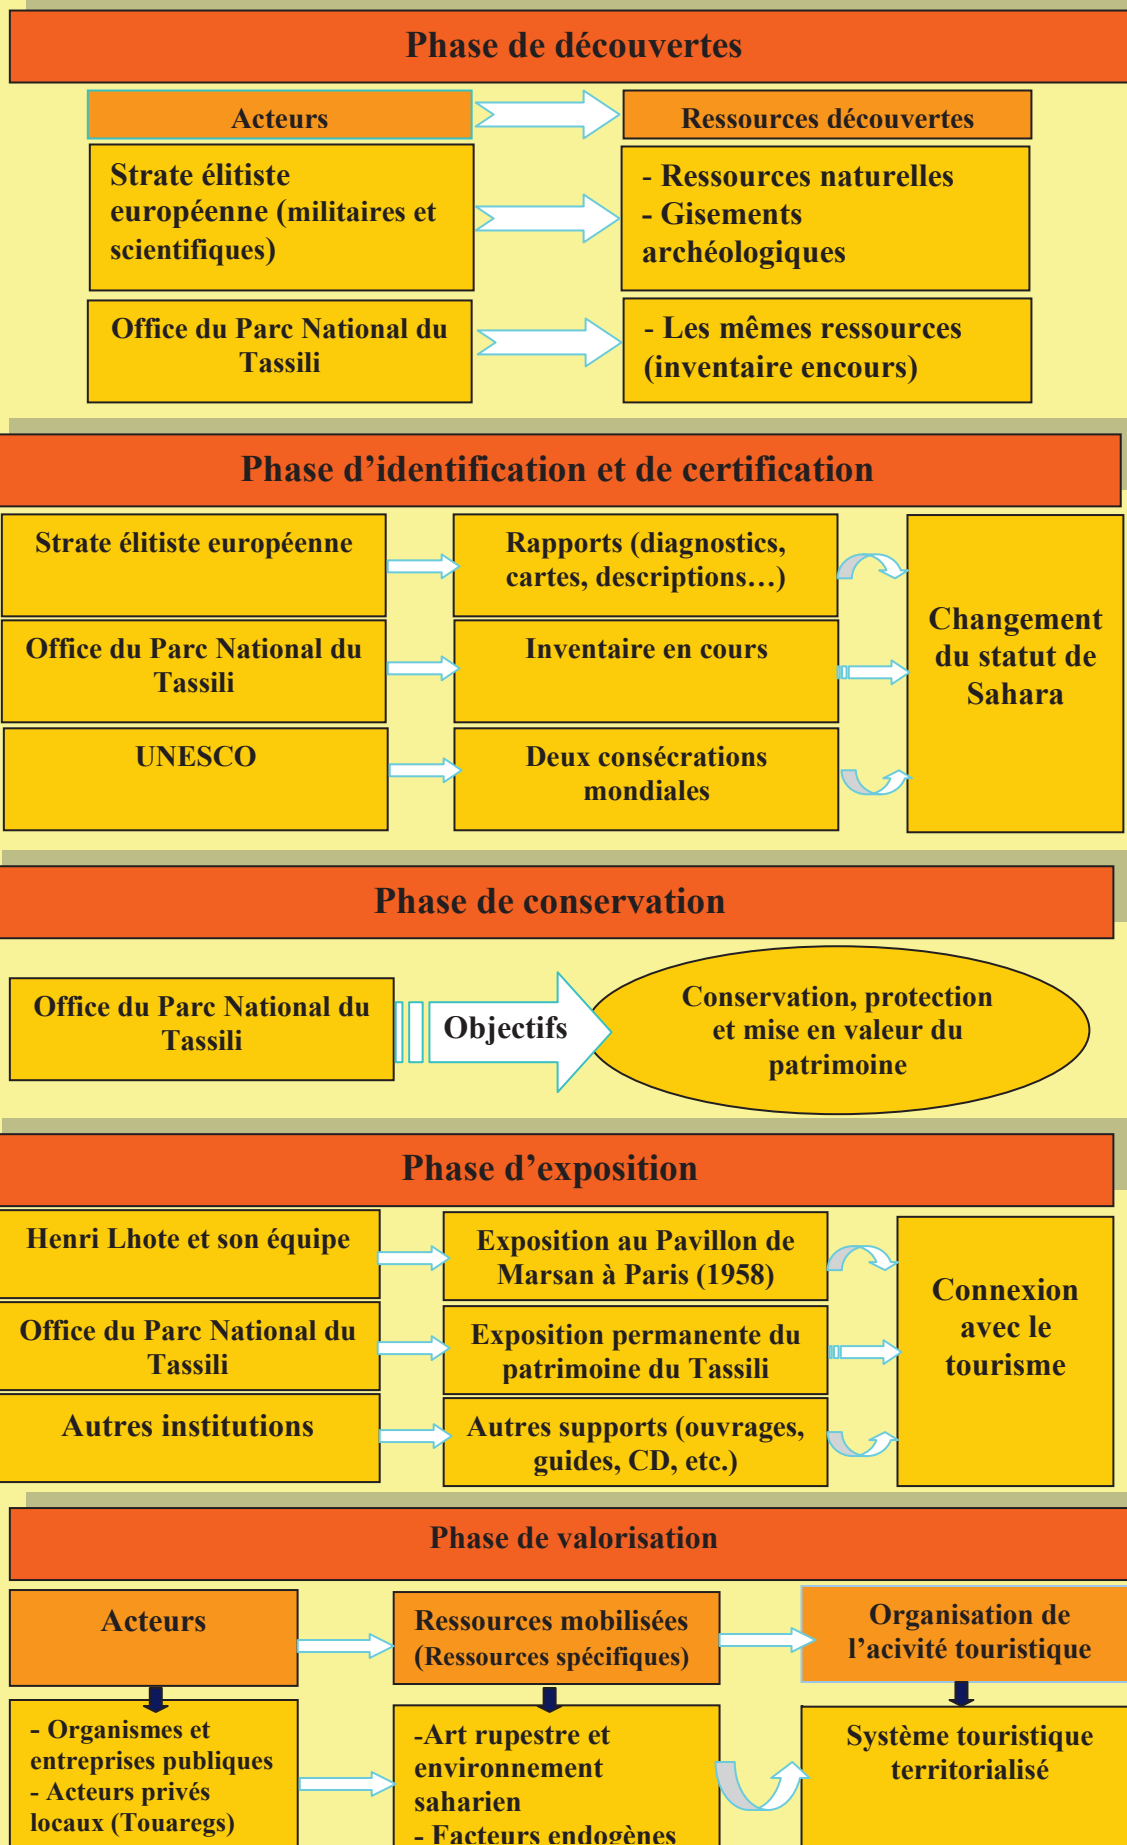 Phase de découvertes
Acteurs
Ressources découvertes
Strate élitiste
européenne (militaires et
scientifiques)
- Ressources naturelles
- Gisements
archéologiques
Office du Parc National du
Tassili
- Les mêmes ressources
(inventaire encours)
Phase d’identification et de certification
Strate élitiste européenne
Rapports (diagnostics,
cartes, descriptions…)
Office du Parc National du
Tassili
Inventaire en cours
UNESCO
Deux consécrations
mondiales
Changement
du statut de
Sahara
Phase de conservation
Office du Parc National du
Tassili
Objectifs
Conservation, protection
et mise en valeur du
patrimoine
Phase d’exposition
Henri Lhote et son équipe
Exposition au Pavillon de
Marsan à Paris (1958)
Office du Parc National du
Tassili
Exposition permanente du
patrimoine du Tassili
Autres institutions
Autres supports (ouvrages,
guides, CD, etc.)
Connexion
avec le
tourisme
Phase de valorisation
Acteurs
Ressources mobilisées
(Ressources spécifiques)
Organisation de
l’acivité touristique
- Organismes et
entreprises publiques
- Acteurs privés
locaux (Touaregs)
-Art rupestre et
environnement
saharien
- Facteurs endogènes
Système touristique
territorialisé